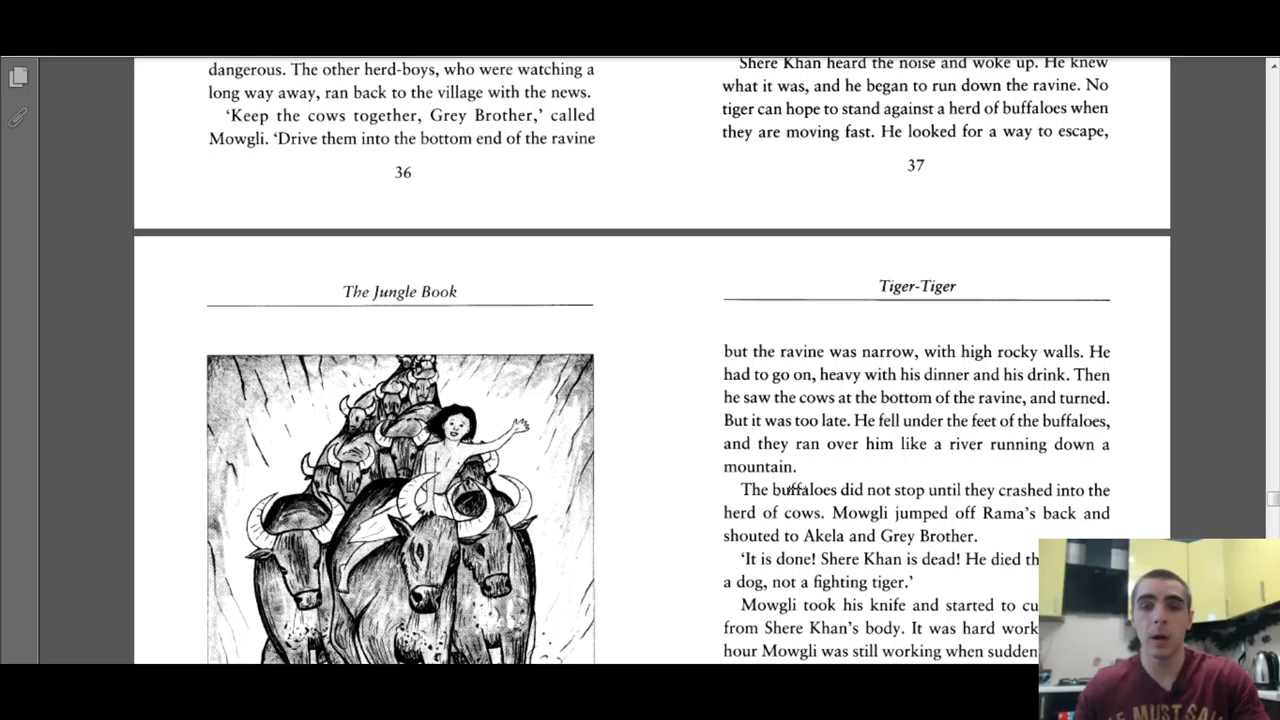 dangerous. The other herd-boys, who were watching a
long way away, ran back to the village with the news.
‘Keep the cows together, Grey Brother,’ called
Mowgli. ‘Drive them into the bottom end of the ravine
36
Shere Khan heard the noise and woke up. He knew
what it was, and he began to run down the ravine. No
tiger can hope to stand against a herd of buffaloes when
they are moving fast. He looked for a way to escape,
37
The Jungle Book
Tiger-Tiger
but the ravine was narrow, with high rocky walls. He
had to go on, heavy with his dinner and his drink. Then
he saw the cows at the bottom of the ravine, and turned.
But it was too late. He fell under the feet of the buffaloes,
and they ran over him like a river running down a
mountain.
The buffaloes did not stop until they crashed into the
herd of cows. Mowgli jumped off Rama’s back and
shouted to Akela and Grey Brother.
‘It is done! Shere Khan is dead! He died
a dog, not a fighting tiger.’
Mowgli took his knife and started to
from Shere Khan’s body. It was hard work
hour Mowgli was still working when
MUST